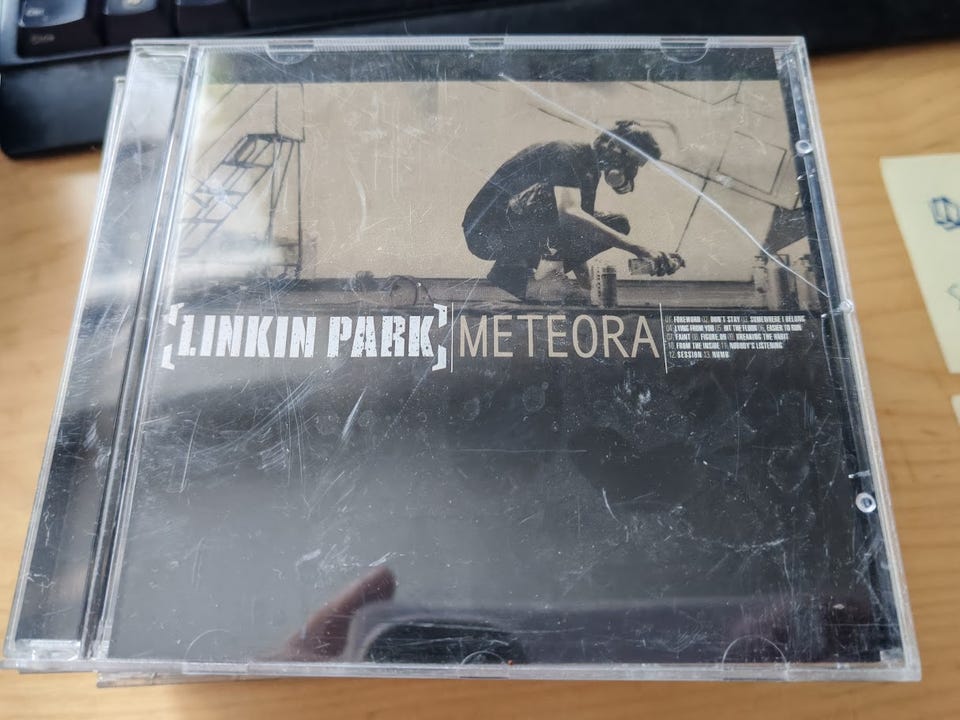 [LINKIN PARK]
METEORA
01. FOREWORD 02. DON'T STAY 03. SOMEWHERE I BELONG
04. LYING FROM YOU 05. HIT THE FLOOR 06. EASIER TO RUN
07. FAINT 08. FIGURE.09 09. BREAKING THE HABIT
10. FROM THE INSIDE 11. NOBODY'S LISTENING
12. SESSION 13. NUMB